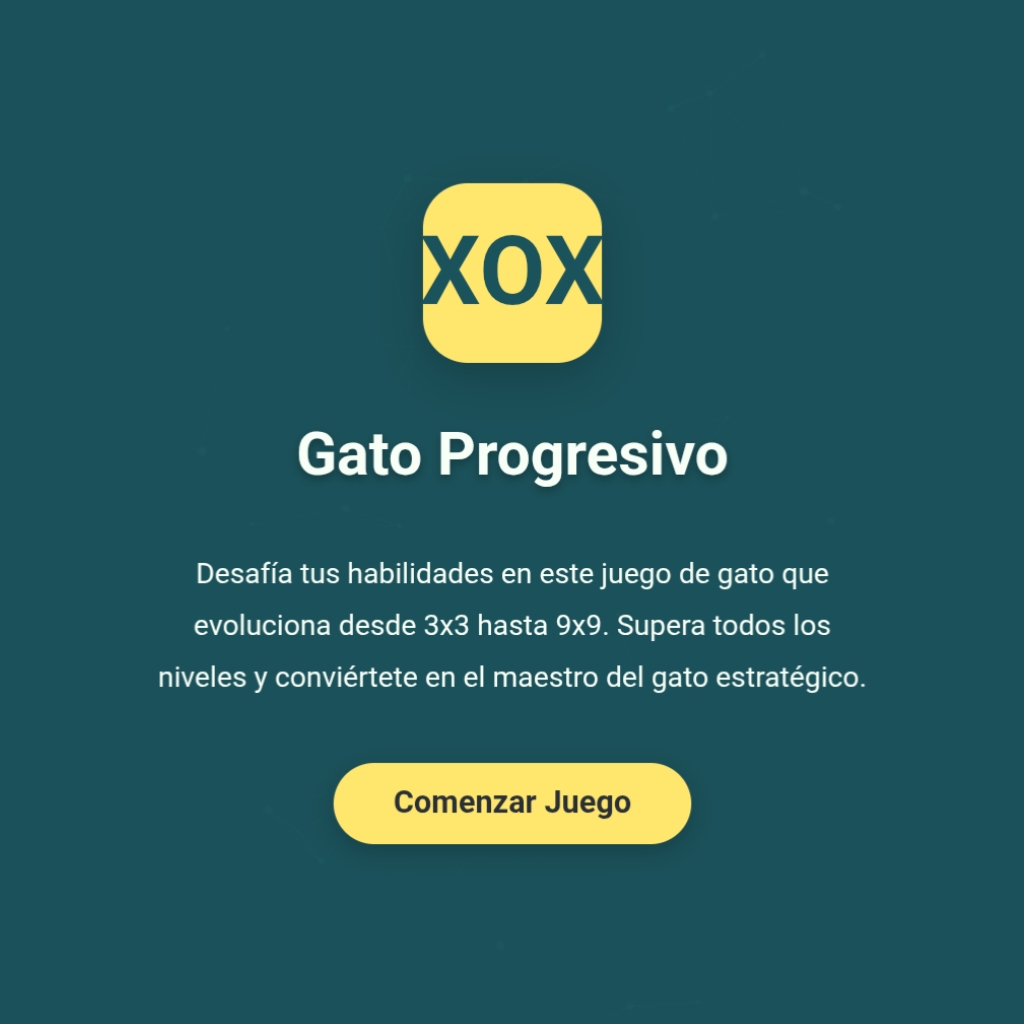 XOX
Gato Progresivo
Desafía tus habilidades en este juego de gato que
evoluciona desde 3x3 hasta 9x9. Supera todos los
niveles y conviértete en el maestro del gato estratégico.
Comenzar Juego